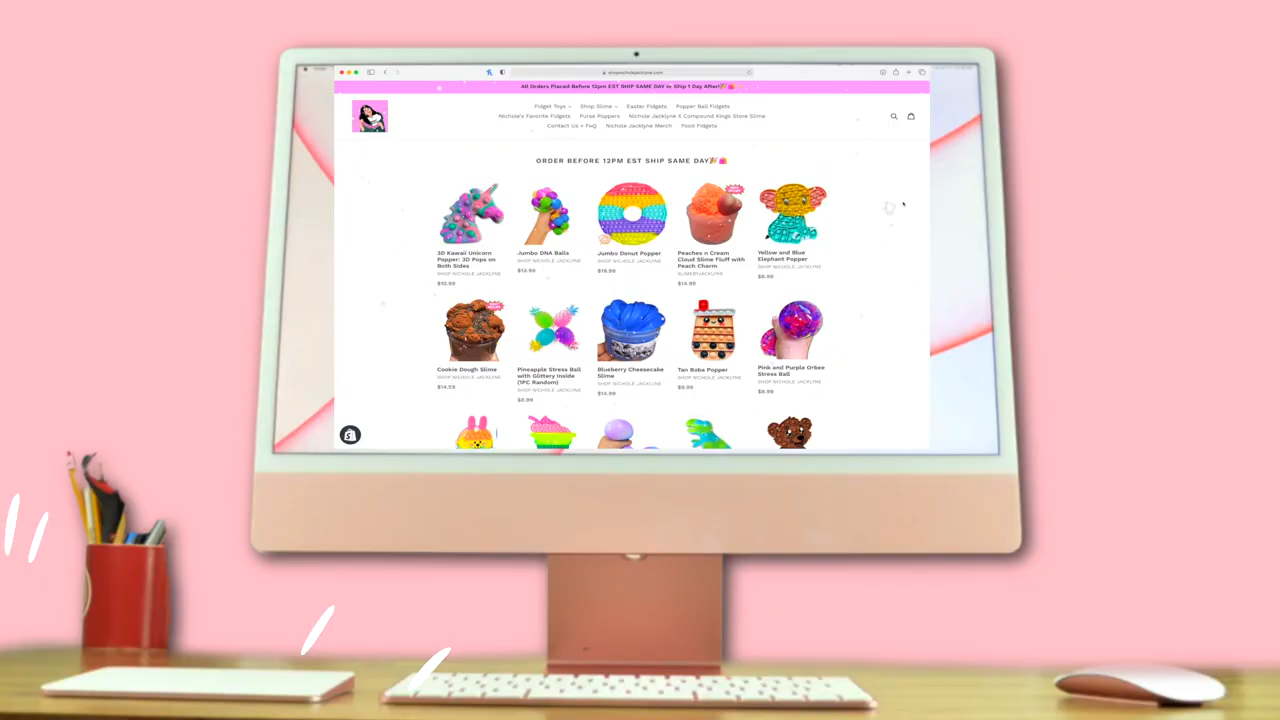 shopnicholejacklyne.com
All Orders Placed Before 12pm EST SHIP SAME DAY or Ship 1 Day After!🎉🛍️
Fidget Toys Shop Slime Easter Fidgets Popper Ball Fidgets
Nichole's Favorite Fidgets Purse Poppers Nichole Jacklyne X Compound Kings Store Slime
Contact Us + FAQ Nichole Jacklyne Merch Food Fidgets
ORDER BEFORE 12PM EST SHIP SAME DAY🎉🛍️
3D Kawaii Unicorn
Popper: 3D Pops on
Both Sides
SHOP NICHOLE JACKLYNE
$10.99
Jumbo DNA Balls
SHOP NICHOLE JACKLYNE
Jumbo Donut Popper
SHOP NICHOLE JACKLYNE
$19.99
Peaches n Cream
Cloud Slime Fluff with
Peach Charm
SLIMEBYJACKLYNE
$14.99
Yellow and Blue
Elephant Popper
SHOP NICHOLE JACKLYNE
$9.99
Cookie Dough Slime
SHOP NICHOLE JACKLYNE
$14.99
Pineapple Stress Ball
with Glittery Inside
(1PC Random)
SHOP NICHOLE JACKLYNE
$8.99
Blueberry Cheesecake
Slime
SHOP NICHOLE JACKLYNE
$14.99
Tan Boba Popper
SHOP NICHOLE JACKLYNE
$9.99
Pink and Purple Orbee
Stress Ball
SHOP NICHOLE JACKLYNE
$8.99